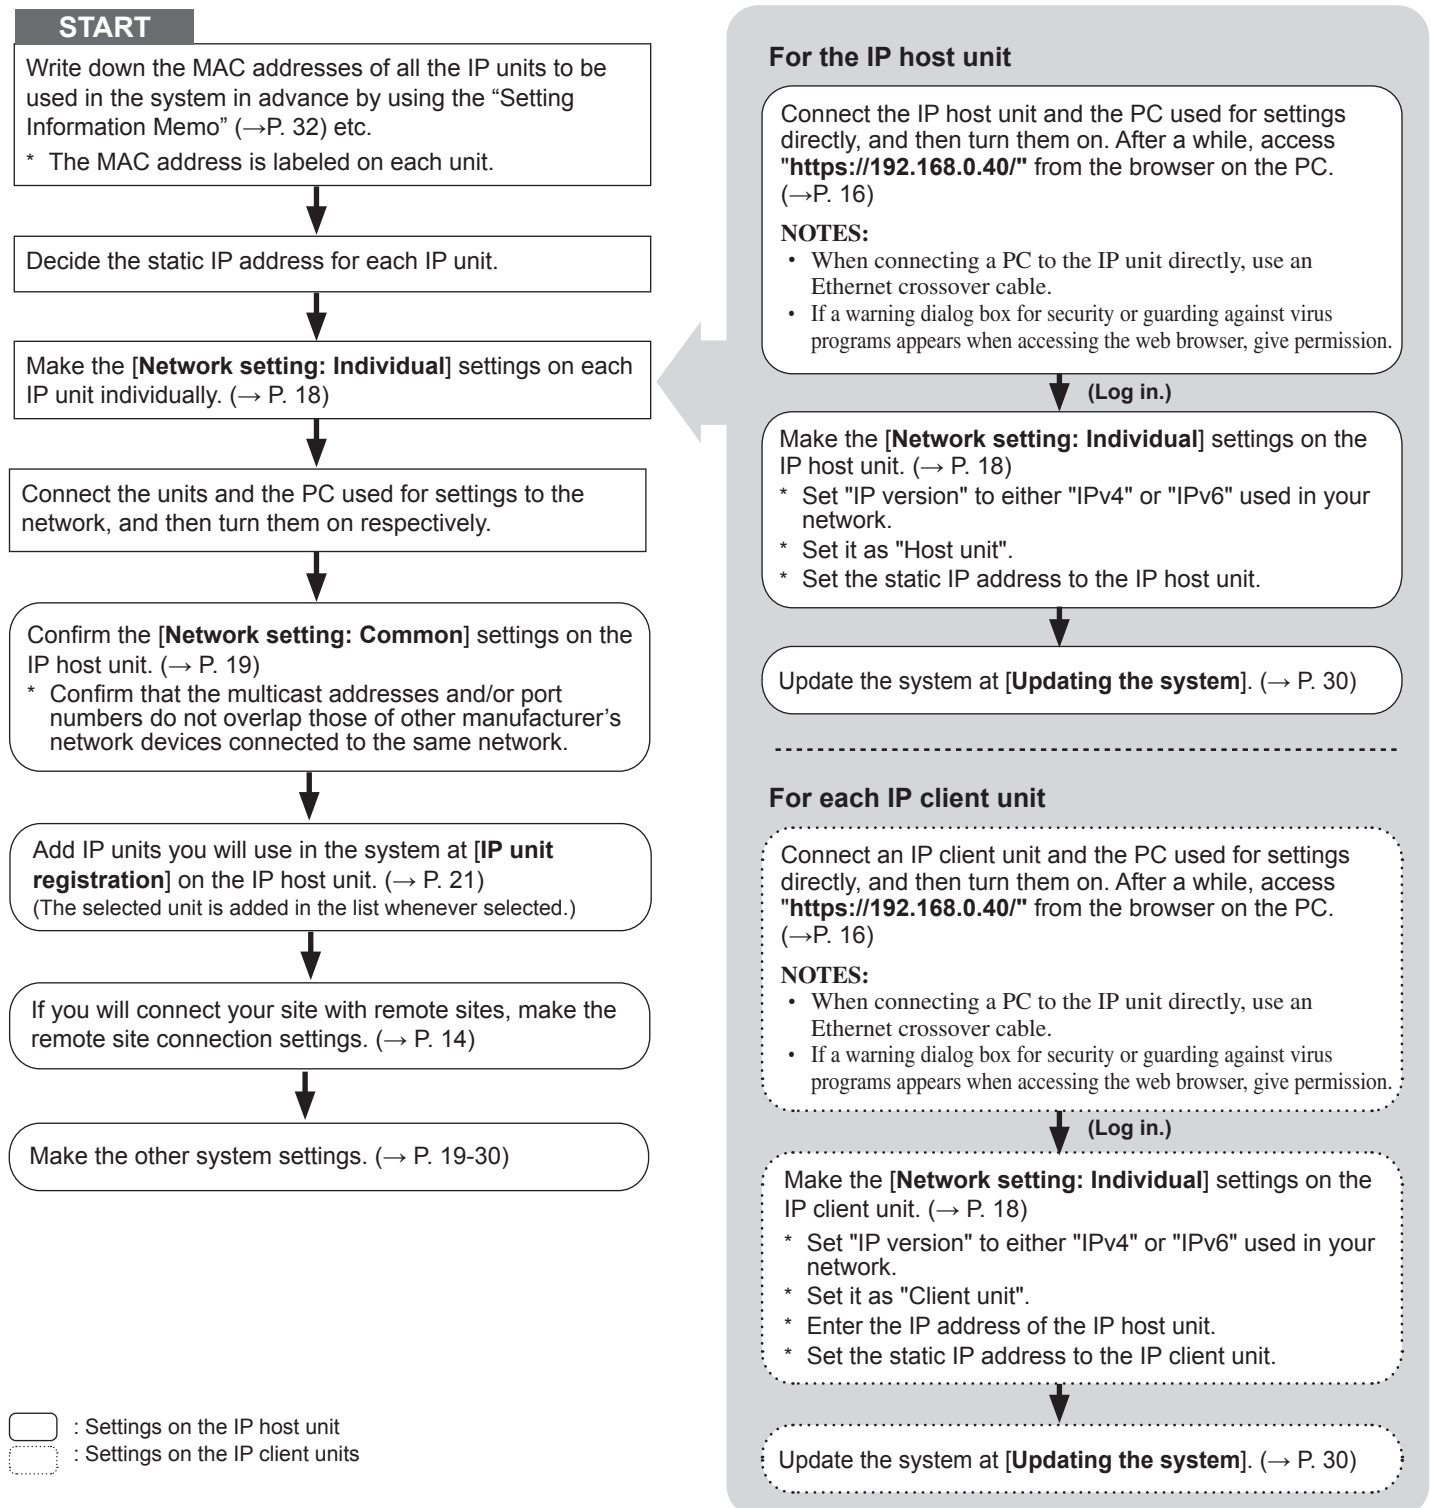 START
Write down the MAC addresses of all the IP units to be
used in the system in advance by using the “Setting
Information Memo” (→P. 32) etc.
* The MAC address is labeled on each unit.
Decide the static IP address for each IP unit.
Make the [Network setting: Individual] settings on each
IP unit individually. (→ P. 18)
Connect the units and the PC used for settings to the
network, and then turn them on respectively.
Confirm the [Network setting: Common] settings on the
IP host unit. (→ P. 19)
* Confirm that the multicast addresses and/or port
numbers do not overlap those of other manufacturer’s
network devices connected to the same network.
Add IP units you will use in the system at [IP unit
registration] on the IP host unit. (→ P. 21)
(The selected unit is added in the list whenever selected.)
If you will connect your site with remote sites, make the
remote site connection settings. (→ P. 14)
Make the other system settings. (→ P. 19-30)
: Settings on the IP host unit
: Settings on the IP client units
For the IP host unit
Connect the IP host unit and the PC used for settings
directly, and then turn them on. After a while, access
"https://192.168.0.40/" from the browser on the PC.
(→P. 16)
NOTES:
• When connecting a PC to the IP unit directly, use an
Ethernet crossover cable.
• If a warning dialog box for security or guarding against virus
programs appears when accessing the web browser, give permission.
(Log in.)
Make the [Network setting: Individual] settings on the
IP host unit. (→ P. 18)
* Set "IP version" to either "IPv4" or "IPv6" used in your
network.
* Set it as "Host unit".
* Set the static IP address to the IP host unit.
Update the system at [Updating the system]. (→ P. 30)
For each IP client unit
Connect an IP client unit and the PC used for settings
directly, and then turn them on. After a while, access
"https://192.168.0.40/" from the browser on the PC.
(→P. 16)
NOTES:
• When connecting a PC to the IP unit directly, use an
Ethernet crossover cable.
• If a warning dialog box for security or guarding against virus
programs appears when accessing the web browser, give permission.
(Log in.)
Make the [Network setting: Individual] settings on the
IP client unit. (→ P. 18)
* Set "IP version" to either "IPv4" or "IPv6" used in your
network.
* Set it as "Client unit".
* Enter the IP address of the IP host unit.
* Set the static IP address to the IP client unit.
Update the system at [Updating the system]. (→ P. 30)